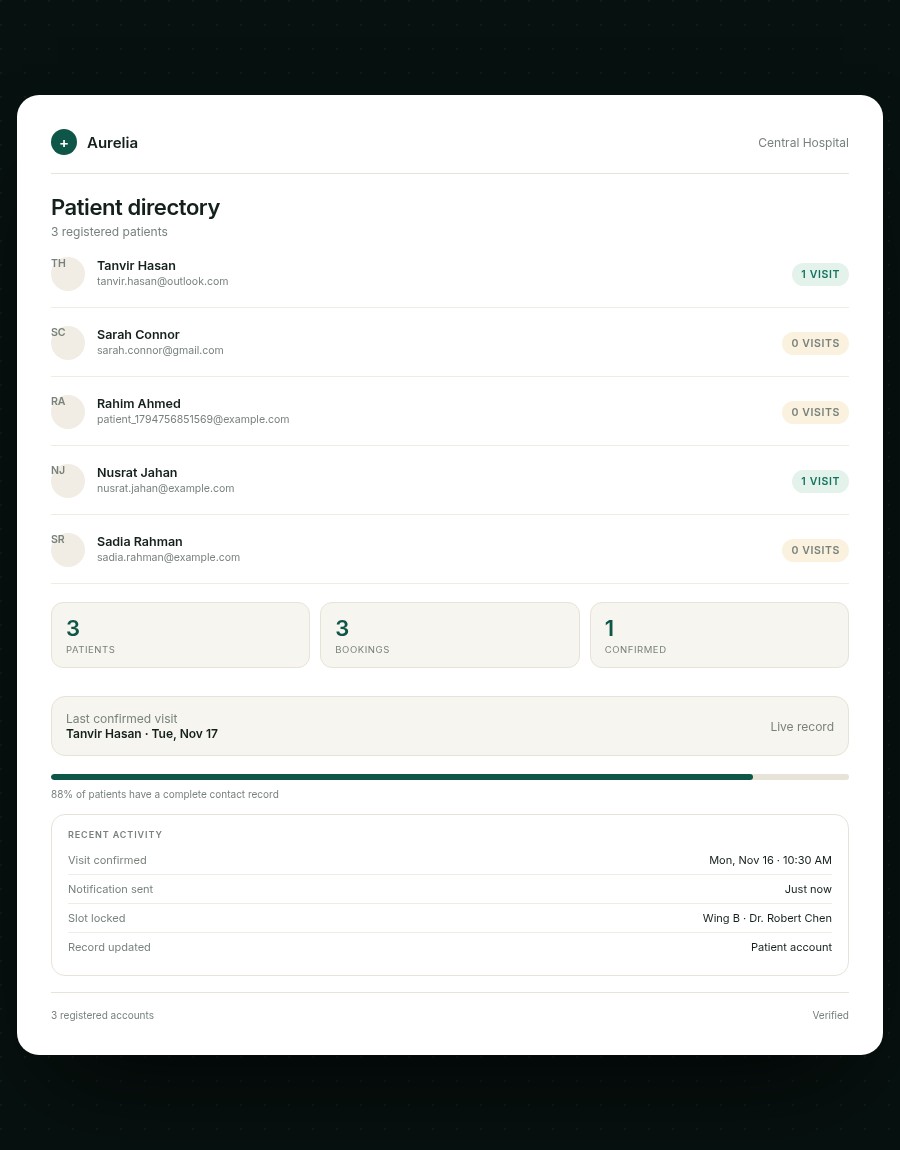 + Aurelia
Central Hospital
Patient directory
3 registered patients
TH
Tanvir Hasan
tanvir.hasan@outlook.com
1 VISIT
SC
Sarah Connor
sarah.connor@gmail.com
0 VISITS
RA
Rahim Ahmed
patient_1794756851569@example.com
0 VISITS
NJ
Nusrat Jahan
nusrat.jahan@example.com
1 VISIT
SR
Sadia Rahman
sadia.rahman@example.com
0 VISITS
3
PATIENTS
3
BOOKINGS
1
CONFIRMED
Last confirmed visit
Tanvir Hasan · Tue, Nov 17
Live record
88% of patients have a complete contact record
RECENT ACTIVITY
Visit confirmed
Mon, Nov 16 · 10:30 AM
Notification sent
Just now
Slot locked
Wing B · Dr. Robert Chen
Record updated
Patient account
3 registered accounts
Verified